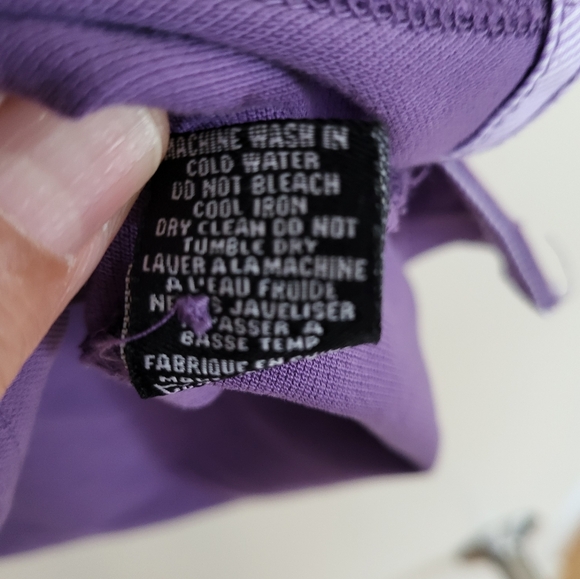 MACHINE WASH IN
COLD WATER
DO NOT BLEACH
COOL IRON
DRY CLEAN DO NOT
TUMBLE DRY
LAVER A LA MACHINE
A L'EAU FROIDE
JAVELISER
A
BASSE TEMP
FABRIQUE EN